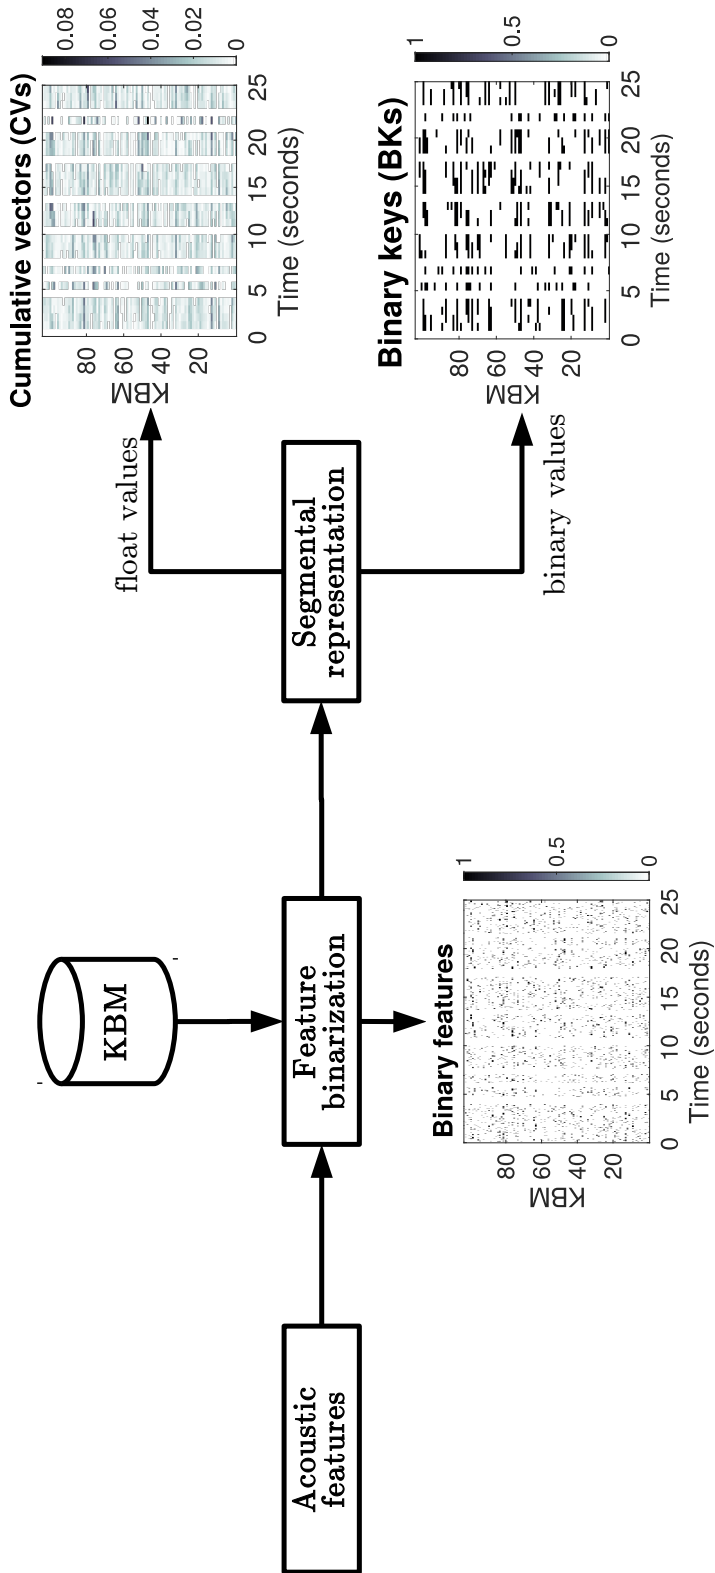 Acoustic
features
KBM
Feature
binarization
Binary features
KBM
80
60
40
20
0
5
10
15
20
25
Time (seconds)
1
0.5
0
Segmental
representation
float values
binary values
Cumulative vectors (CVs)
KBM
80
60
40
20
0
5
10
15
20
25
Time (seconds)
0.08
0.06
0.04
0.02
0
Binary keys (BKs)
KBM
80
60
40
20
0
5
10
15
20
25
Time (seconds)
1
0.5
0